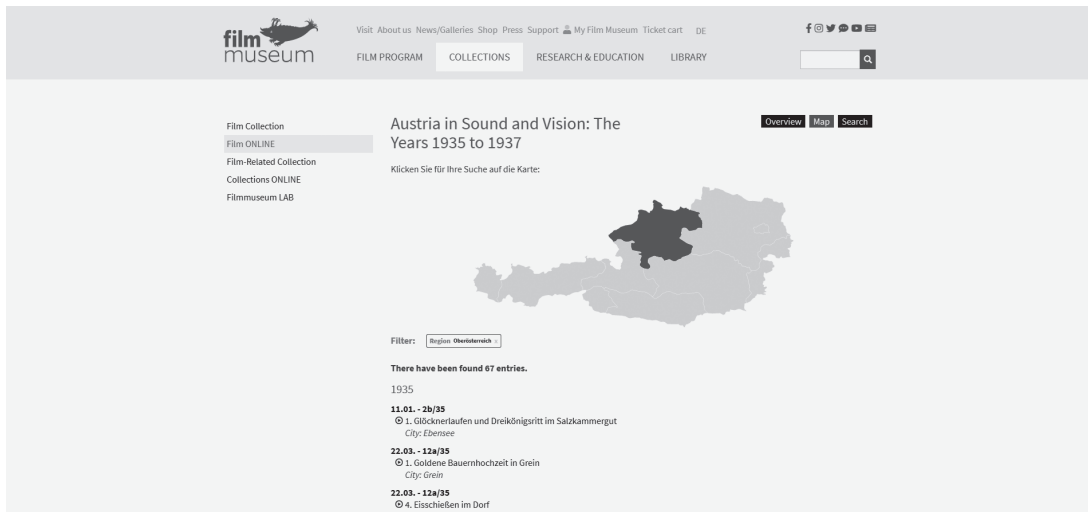 film
museum
Visit About us News/Galleries Shop Press Support My Film Museum Ticket cart DE
FILM PROGRAM COLLECTIONS RESEARCH & EDUCATION LIBRARY
Film Collection
Film ONLINE
Film-Related Collection
Collections ONLINE
Filmmuseum LAB
Austria in Sound and Vision: The
Years 1935 to 1937
Overview Map Search
Klicken Sie für Ihre Suche auf die Karte:
Filter: Region Oberösterreich x
There have been found 67 entries.
1935
11.01. - 2b/35
1. Glöcknerlaufen und Dreikönigsritt im Salzkammergut
City: Ebensee
22.03. - 12a/35
1. Goldene Bauernhochzeit in Grein
City: Grein
22.03. - 12a/35
4. Eisschießen im Dorf